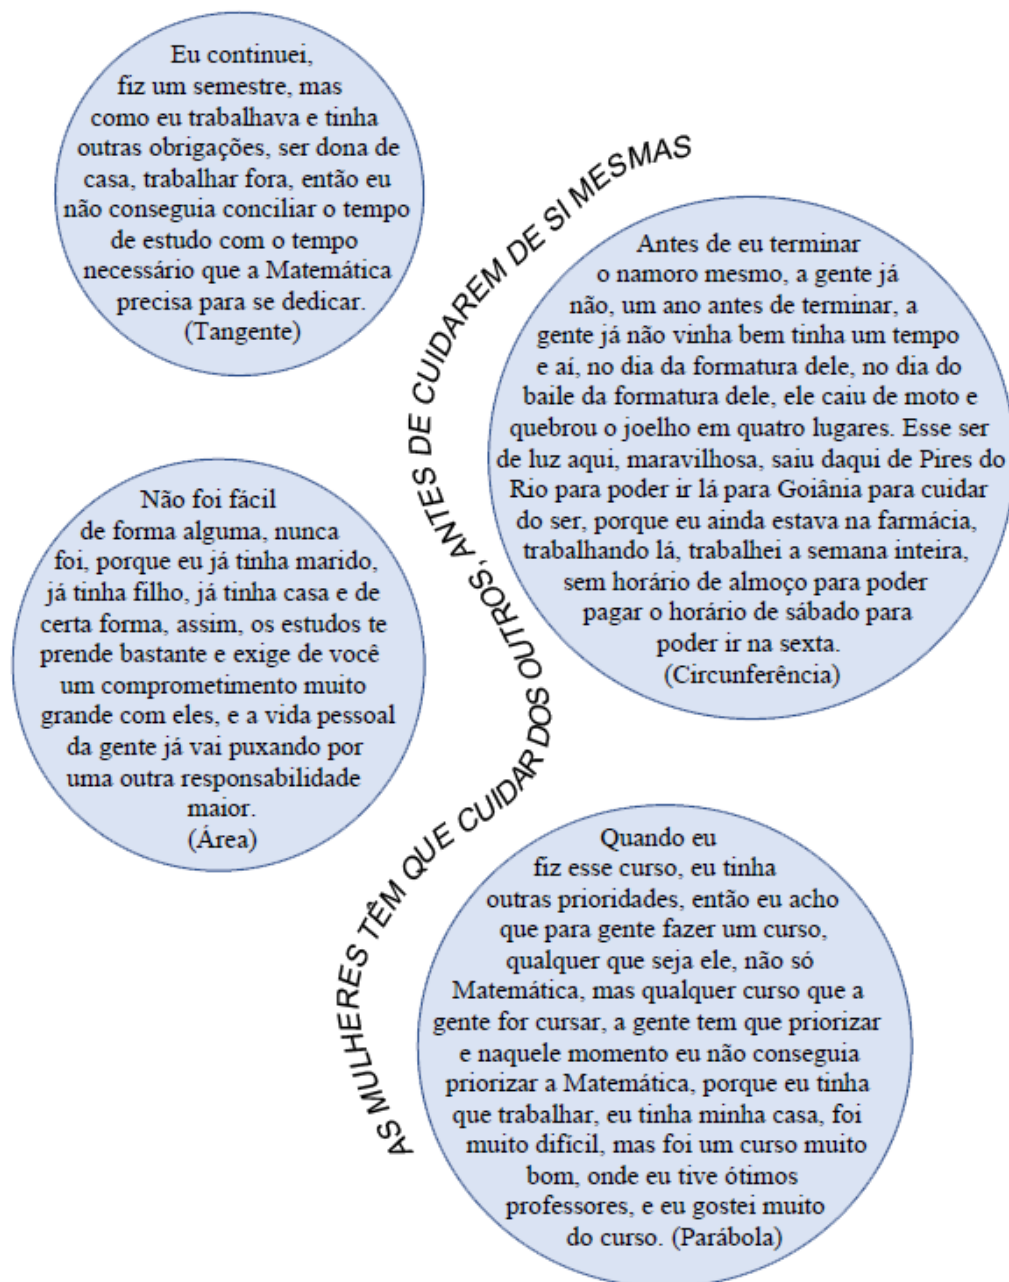 Eu continuei,
fiz um semestre, mas
como eu trabalhava e tinha
outras obrigações, ser dona de
casa, trabalhar fora, então eu
não conseguia conciliar o tempo
de estudo com o tempo
necessário que a Matemática
precisa para se dedicar.
(Tangente)
Antes de eu terminar
o namoro mesmo, a gente já
não, um ano antes de terminar, a
gente já não vinha bem tinha um tempo
e aí, no dia da formatura dele, no dia do
baile da formatura dele, ele caiu de moto e
quebrou o joelho em quatro lugares. Esse ser
de luz aqui, maravilhosa, saiu daqui de Pires do
Rio para poder ir lá para Goiânia para cuidar
do ser, porque eu ainda estava na farmácia,
trabalhando lá, trabalhei a semana inteira,
sem horário de almoço para poder
pagar o horário de sábado para
poder ir na sexta.
(Circunferência)
AS MULHERES TÊM QUE CUIDAR DOS OUTROS, ANTES DE CUIDAREM DE SI MESMAS
Não foi fácil
de forma alguma, nunca
foi, porque eu já tinha marido,
já tinha filho, já tinha casa e de
certa forma, assim, os estudos te
prende bastante e exige de você
um comprometimento muito
grande com eles, e a vida pessoal
da gente já vai puxando por
uma outra responsabilidade
maior.
(Área)
Quando eu
fiz esse curso, eu tinha
outras prioridades, então eu acho
que para gente fazer um curso,
qualquer que seja ele, não só
Matemática, mas qualquer curso que a
gente for cursar, a gente tem que priorizar
e naquele momento eu não conseguia
priorizar a Matemática, porque eu tinha
que trabalhar, eu tinha minha casa, foi
muito difícil, mas foi um curso muito
bom, onde eu tive ótimos
professores, e eu gostei muito
do curso. (Parábola)